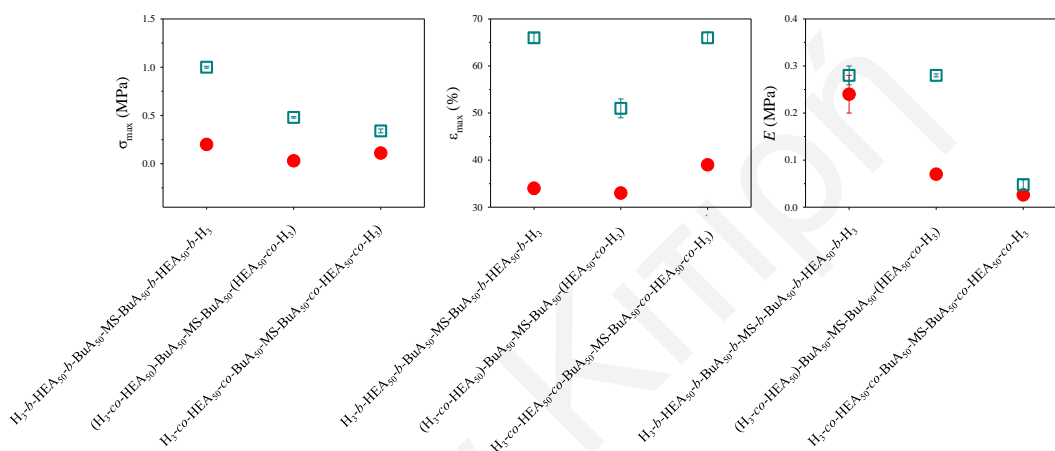 1.5
1.0
0.5
0.0
σmax (MPa)
H3-b-HEA50-b-BuA50-MS-BuA50-b-HEA50-b-H3
(H3-co-HEA50)-BuA50-MS-BuA50-(HEA50-co-H3)
H3-co-HEA50-co-BuA50-MS-BuA50-co-HEA50-co-H3)
70
60
50
40
30
εmax (%)
H3-b-HEA50-b-BuA50-MS-BuA50-b-HEA50-b-H3
(H3-co-HEA50)-BuA50-MS-BuA50-(HEA50-co-H3)
H3-co-HEA50-co-BuA50-MS-BuA50-co-HEA50-co-H3)
0.4
0.3
0.2
0.1
0.0
E (MPa)
H3-b-HEA50-b-BuA50-b-MS-b-BuA50-b-HEA50-b-H3
(H3-co-HEA50)-BuA50-MS-BuA50-(HEA50-co-H3)
H3-co-HEA50-co-BuA50-MS-BuA50-co-HEA50-co-H3